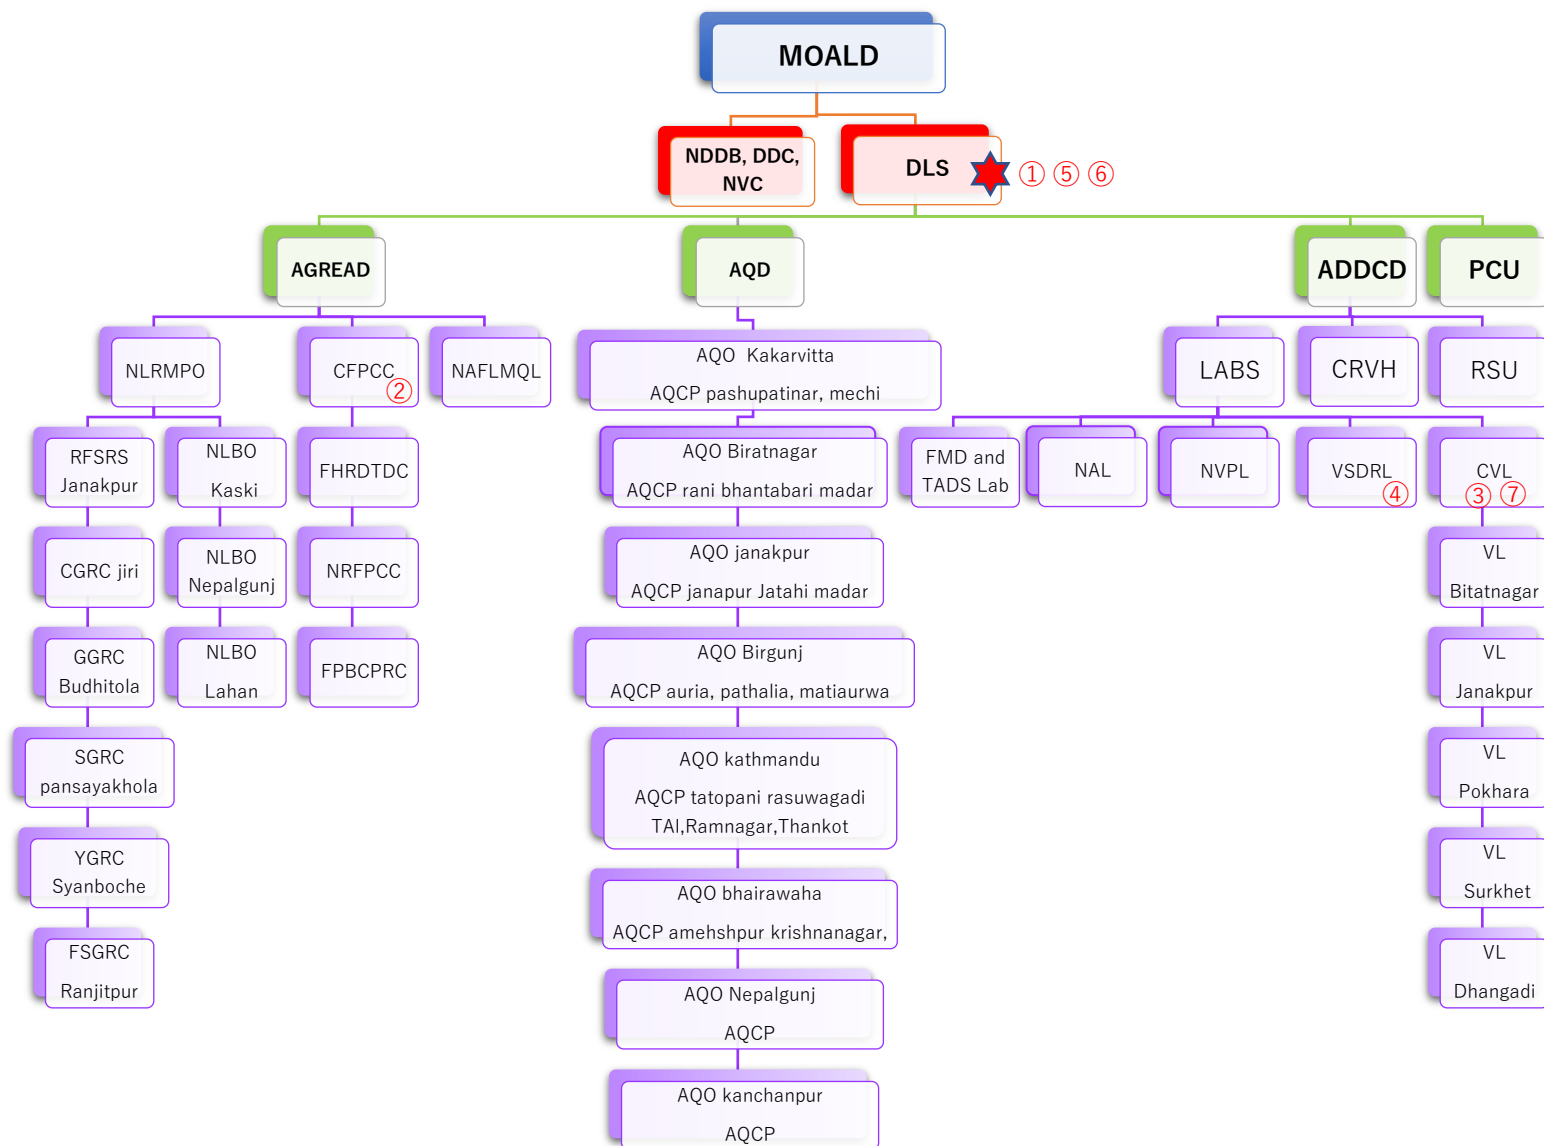 MOALD
NDDB, DDC,
NVC
DLS
① ⑤ ⑥
AGREAD
AQD
ADDCD
PCU
NLRMPO
CFPCC
②
NAFLMQL
AQO Kakarvitta
AQCP pashupatinar, mechi
LABS
CRVH
RSU
RFSRS
Janakpur
NLBO
Kaski
FHRDTDC
AQO Biratnagar
AQCP rani bhantabari madar
FMD and
TADS Lab
NAL
NVPL
VSDRL
④
CVL
③ ⑦
CGRC jiri
NLBO
Nepalgunj
NRFPCC
AQO janakpur
AQCP janapur Jatahi madar
VL
Bitatnagar
GGRC
Budhitola
NLBO
Lahan
FPBCPRC
AQO Birgunj
AQCP auria, pathalia, matiaurwa
VL
Janakpur
SGRC
pansayakhola
AQO kathmandu
AQCP tatopani rasuwagadi
TAI,Ramnagar,Thankot
VL
Pokhara
YGRC
Syanboche
AQO bhairawaha
AQCP amehshpur krishnanagar,
VL
Surkhet
FSGRC
Ranjitpur
AQO Nepalgunj
AQCP
VL
Dhangadi
AQO kanchanpur
AQCP